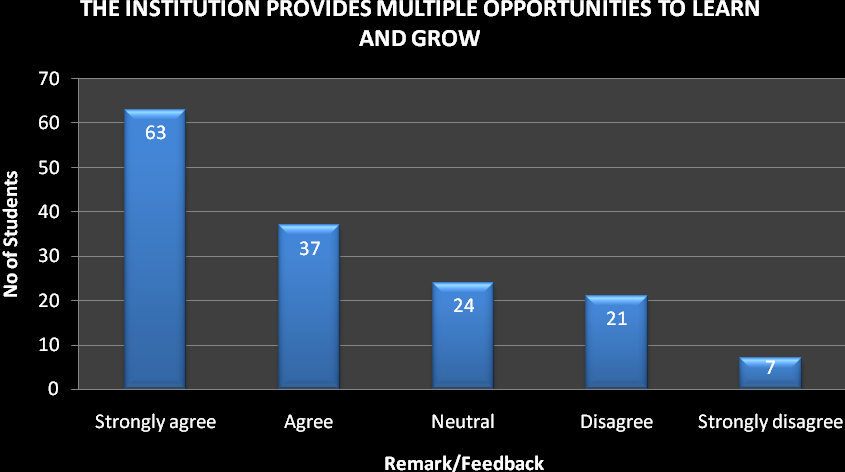 THE INSTITUTION PROVIDES MULTIPLE OPPORTUNITIES TO LEARN
AND GROW
No of Students
70
60
50
40
30
20
10
0
63
37
24
21
7
Strongly agree
Agree
Neutral
Disagree
Strongly disagree
Remark/Feedback